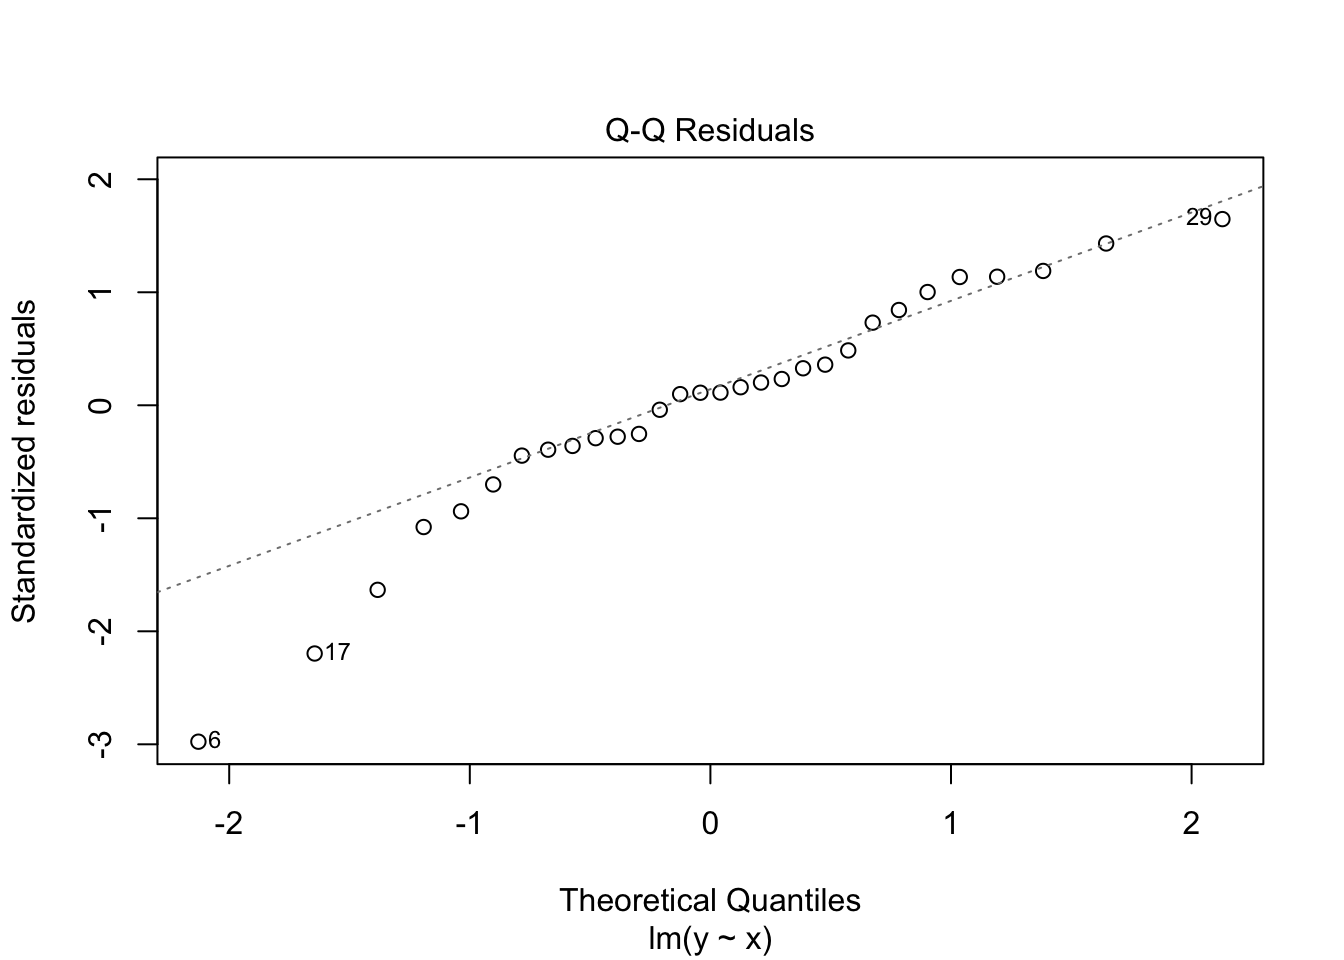 Q-Q Residuals
2
1
0
-1
-2
-3
Standardized residuals
29
17
6
-2 -1 0 1 2
Theoretical Quantiles
lm(y ~ x)